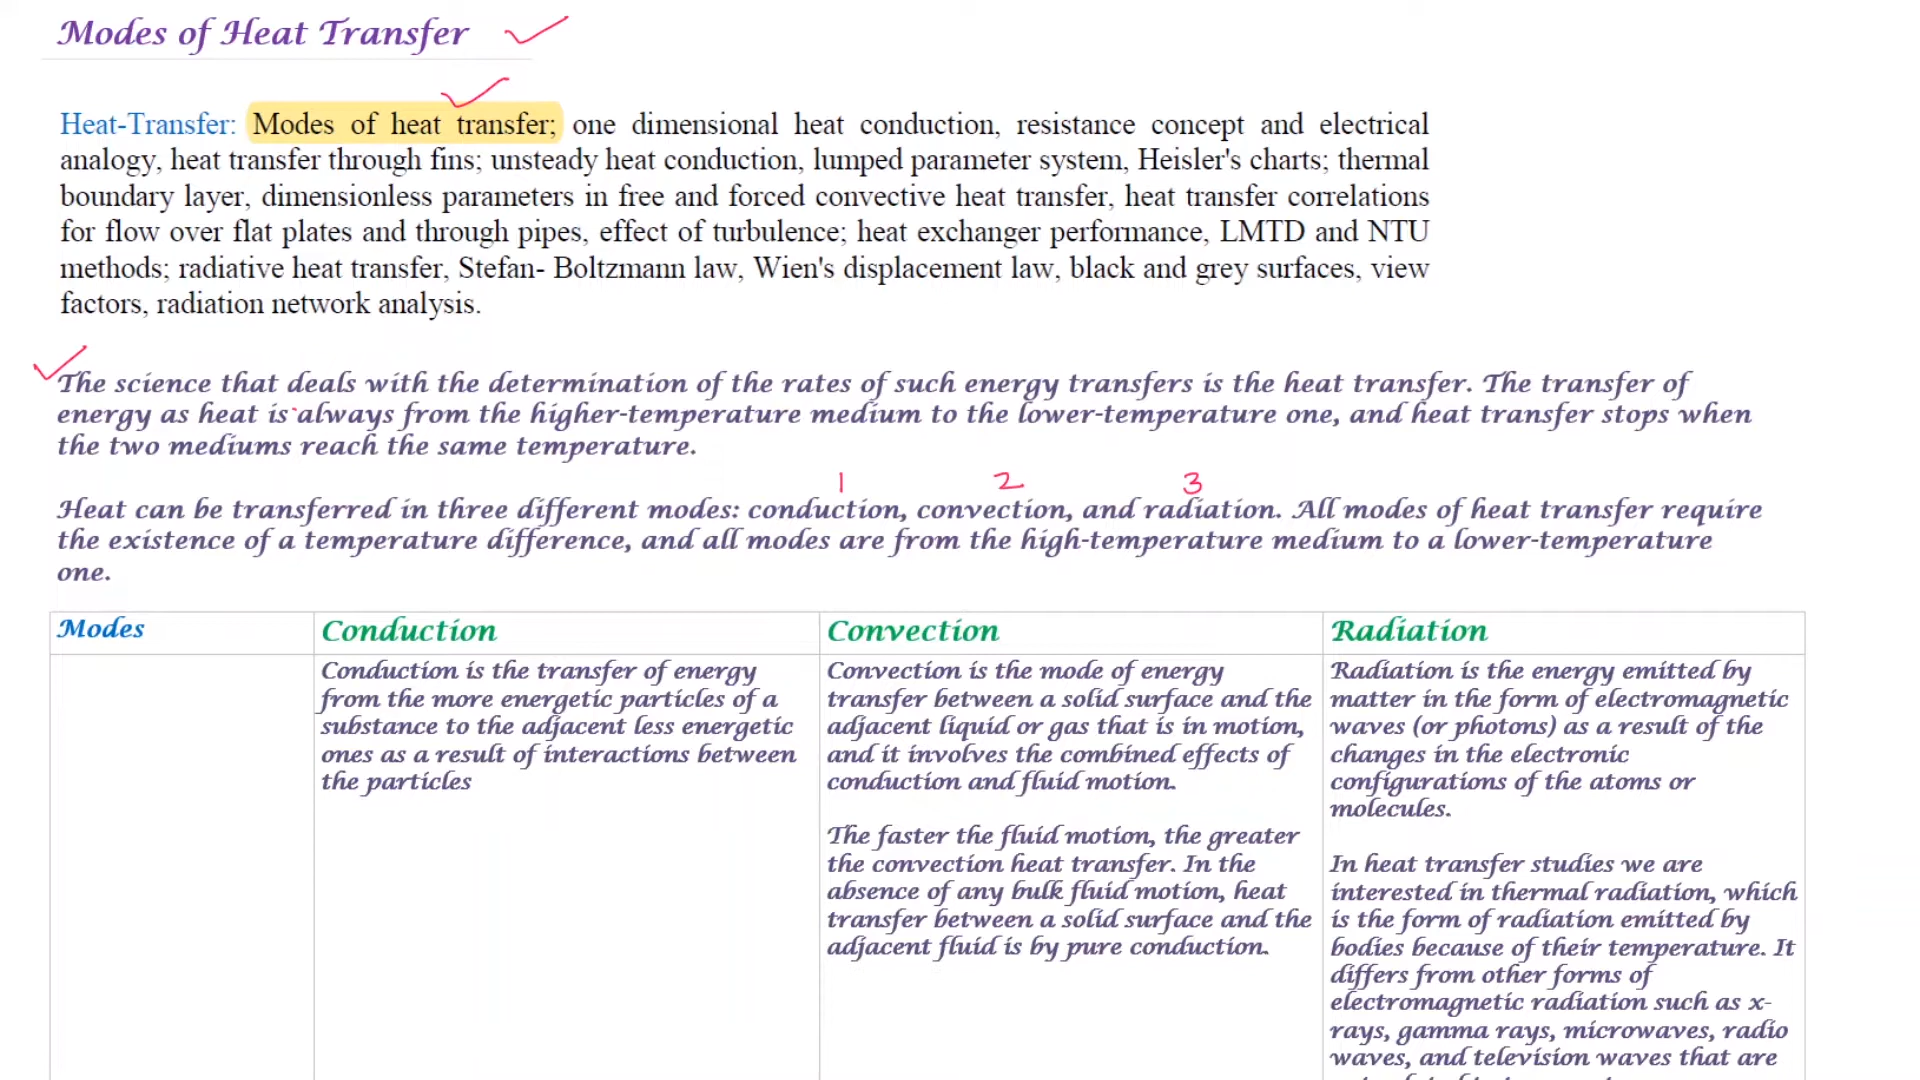 Modes of Heat Transfer
Heat-Transfer: Modes of heat transfer; one dimensional heat conduction, resistance concept and electrical
analogy, heat transfer through fins; unsteady heat conduction, lumped parameter system, Heisler's charts; thermal
boundary layer, dimensionless parameters in free and forced convective heat transfer, heat transfer correlations
for flow over flat plates and through pipes, effect of turbulence; heat exchanger performance, LMTD and NTU
methods; radiative heat transfer, Stefan- Boltzmann law, Wien's displacement law, black and grey surfaces, view
factors, radiation network analysis.
The science that deals with the determination of the rates of such energy transfers is the heat transfer. The transfer of
energy as heat is always from the higher-temperature medium to the lower-temperature one, and heat transfer stops when
the two mediums reach the same temperature.
1 2 3
Heat can be transferred in three different modes: conduction, convection, and radiation. All modes of heat transfer require
the existence of a temperature difference, and all modes are from the high-temperature medium to a lower-temperature
one.
Modes
Conduction
Convection
Radiation
Conduction is the transfer of energy
from the more energetic particles of a
substance to the adjacent less energetic
ones as a result of interactions between
the particles
Convection is the mode of energy
transfer between a solid surface and the
adjacent liquid or gas that is in motion,
and it involves the combined effects of
conduction and fluid motion.
The faster the fluid motion, the greater
the convection heat transfer. In the
absence of any bulk fluid motion, heat
transfer between a solid surface and the
adjacent fluid is by pure conduction.
Radiation is the energy emitted by
matter in the form of electromagnetic
waves (or photons) as a result of the
changes in the electronic
configurations of the atoms or
molecules.
In heat transfer studies we are
interested in thermal radiation, which
is the form of radiation emitted by
bodies because of their temperature. It
differs from other forms of
electromagnetic radiation such as x-
rays, gamma rays, microwaves, radio
waves, and television waves that are